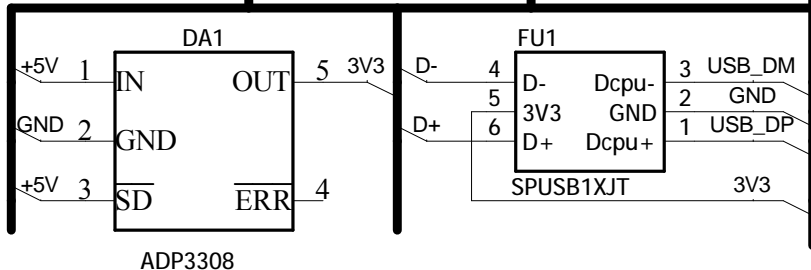 DA1
+5V 1 IN OUT 5 3V3
GND 2 GND
+5V 3 SD ERR 4
ADP3308
FU1
D- 4 D- Dcpu- 3 USB_DM
5 3V3 GND 2 GND
D+ 6 D+ Dcpu+ 1 USB_DP
SPUSB1XJT 3V3